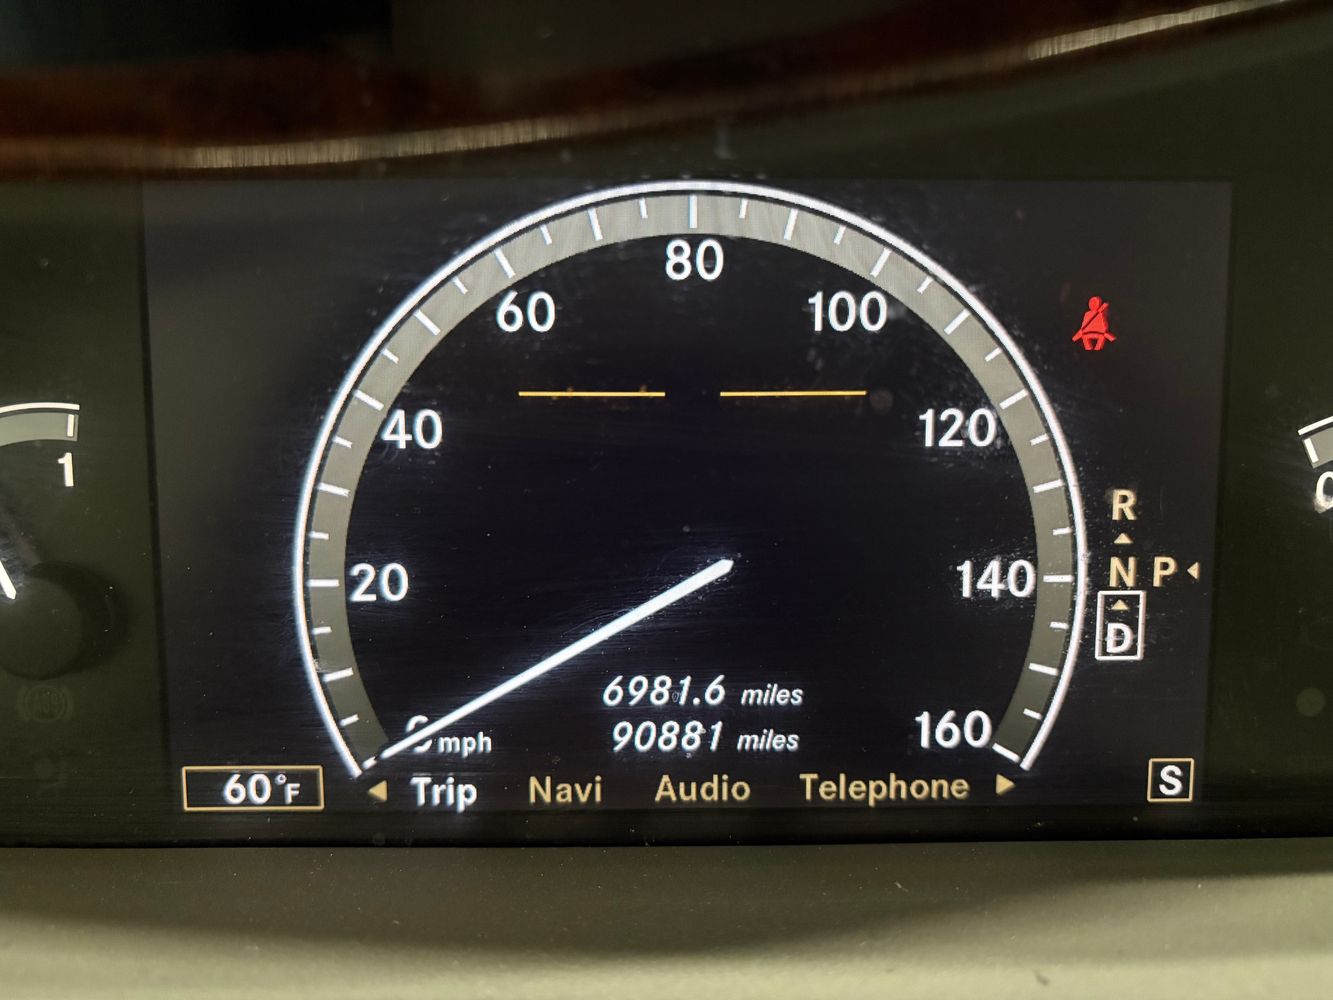 80
60
100
40
120
1
R
N P
20
140
D
6981.6 miles
90881 miles
mph
160
60°F
Trip Navi Audio Telephone
S